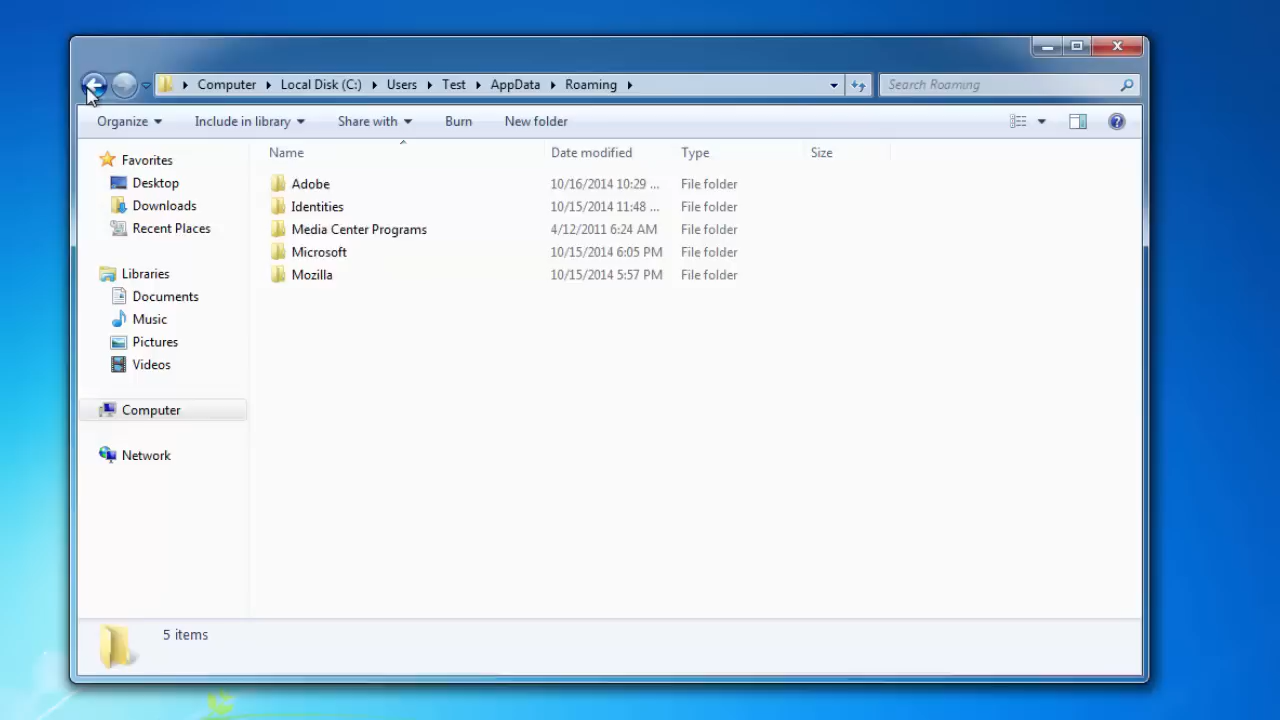 Computer Local Disk (C:) Users Test AppData Roaming Search Roaming
Organize Include in library Share with Burn New folder
Name Date modified Type Size
Favorites
Desktop
Downloads
Recent Places
Libraries
Documents
Music
Pictures
Videos
Computer
Network
Adobe 10/16/2014 10:29 ... File folder
Identities 10/15/2014 11:48 ... File folder
Media Center Programs 4/12/2011 6:24 AM File folder
Microsoft 10/15/2014 6:05 PM File folder
Mozilla 10/15/2014 5:57 PM File folder
5 items